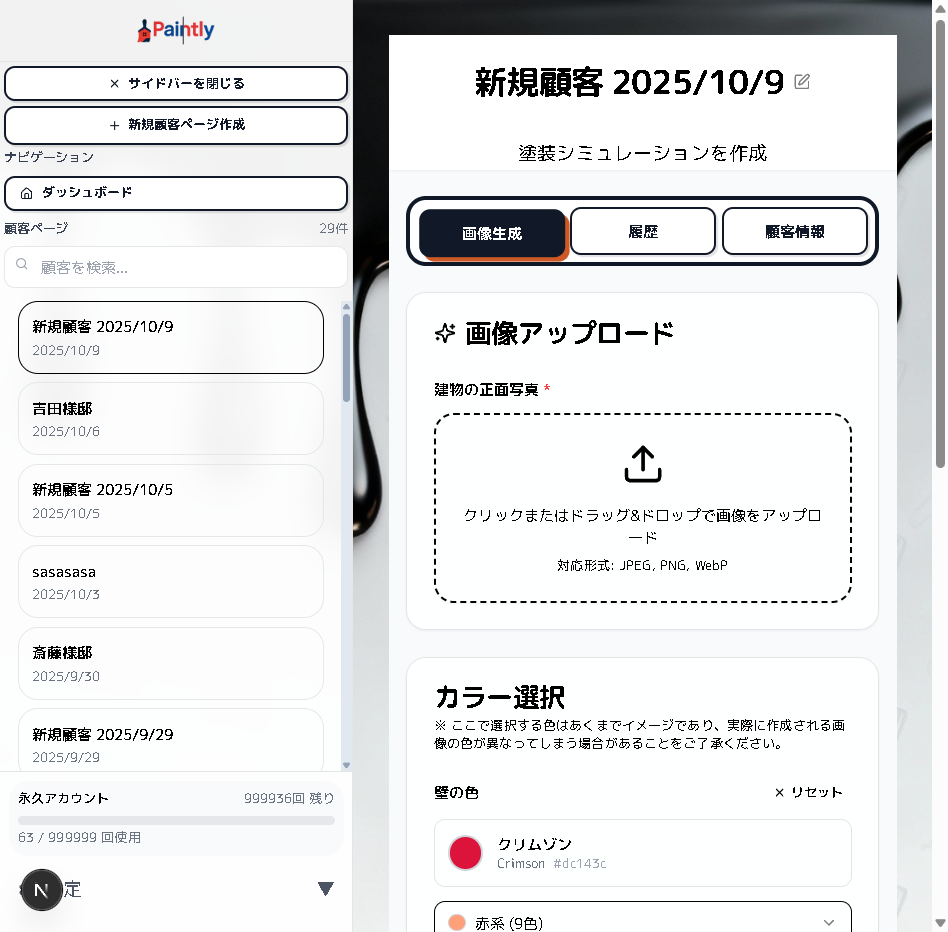 Paintly
× サイドバーを閉じる
+ 新規顧客ページ作成
ナビゲーション
ダッシュボード
顧客ページ
29件
顧客を検索...
新規顧客 2025/10/9
2025/10/9
吉田様邸
2025/10/6
新規顧客 2025/10/5
2025/10/5
sasasasa
2025/10/3
斎藤様邸
2025/9/30
新規顧客 2025/9/29
2025/9/29
永久アカウント
999936回 残り
63 / 999999 回使用
N
定
▼
新規顧客 2025/10/9
塗装シミュレーションを作成
画像生成
履歴
顧客情報
画像アップロード
建物の正面写真 *
クリックまたはドラッグ&ドロップで画像をアップロ
ード
対応形式: JPEG, PNG, WebP
カラー選択
※ ここで選択する色はあくまでイメージであり、実際に作成される画
像の色が異なってしまう場合があることをご了承ください。
壁の色
× リセット
クリムゾン
Crimson #dc143c
赤系 (9色)